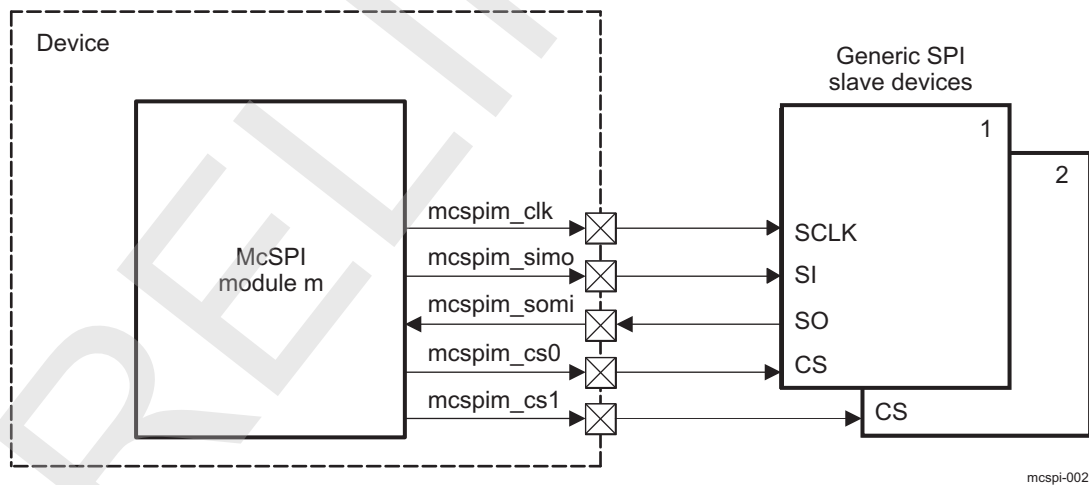 Device
Generic SPI
slave devices
1
2
McSPI
module m
mcspim_clk
mcspim_simo
mcspim_somi
mcspim_cs0
mcspim_cs1
SCLK
SI
SO
CS
CS
mcspi-002